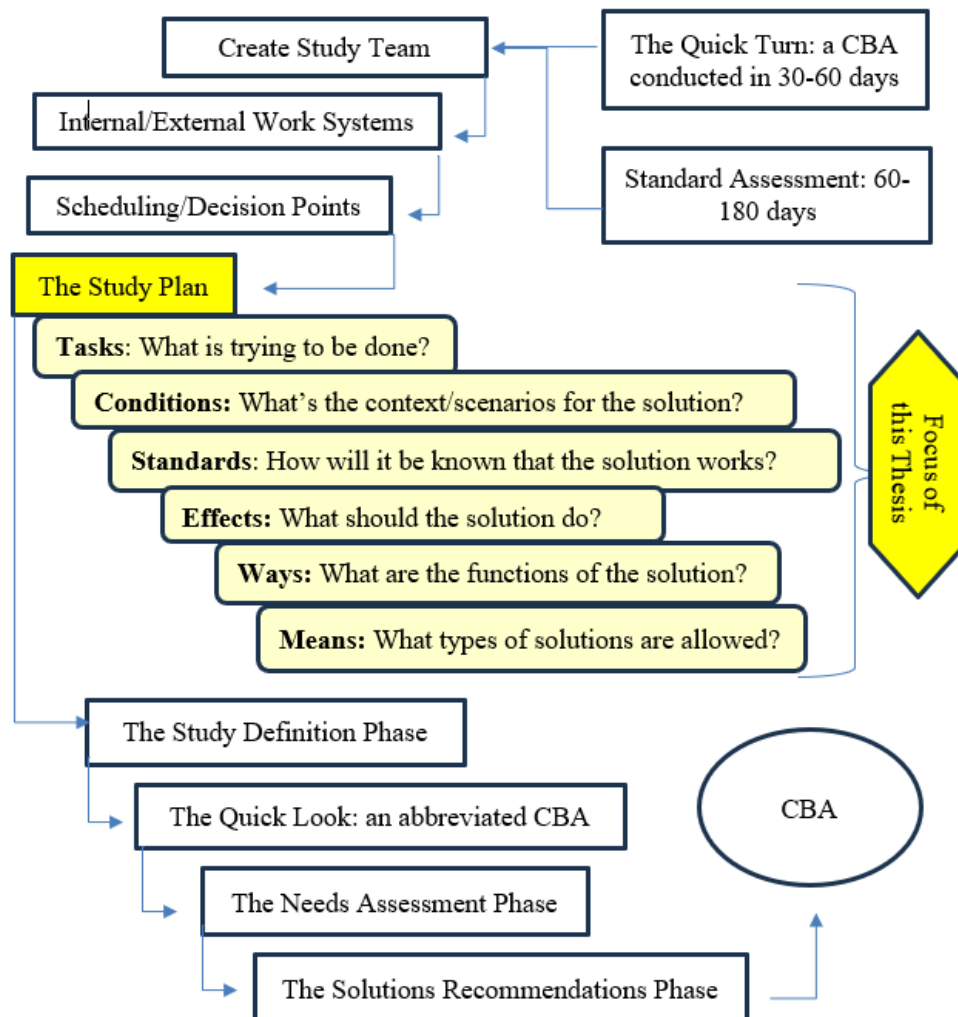 Create Study Team
The Quick Turn: a CBA
conducted in 30-60 days
Internal/External Work Systems
Standard Assessment: 60-
180 days
Scheduling/Decision Points
The Study Plan
Tasks: What is trying to be done?
Conditions: What's the context/scenarios for the solution?
Standards: How will it be known that the solution works?
Effects: What should the solution do?
Ways: What are the functions of the solution?
Means: What types of solutions are allowed?
Focus of
this Thesis
The Study Definition Phase
The Quick Look: an abbreviated CBA
CBA
The Needs Assessment Phase
The Solutions Recommendations Phase